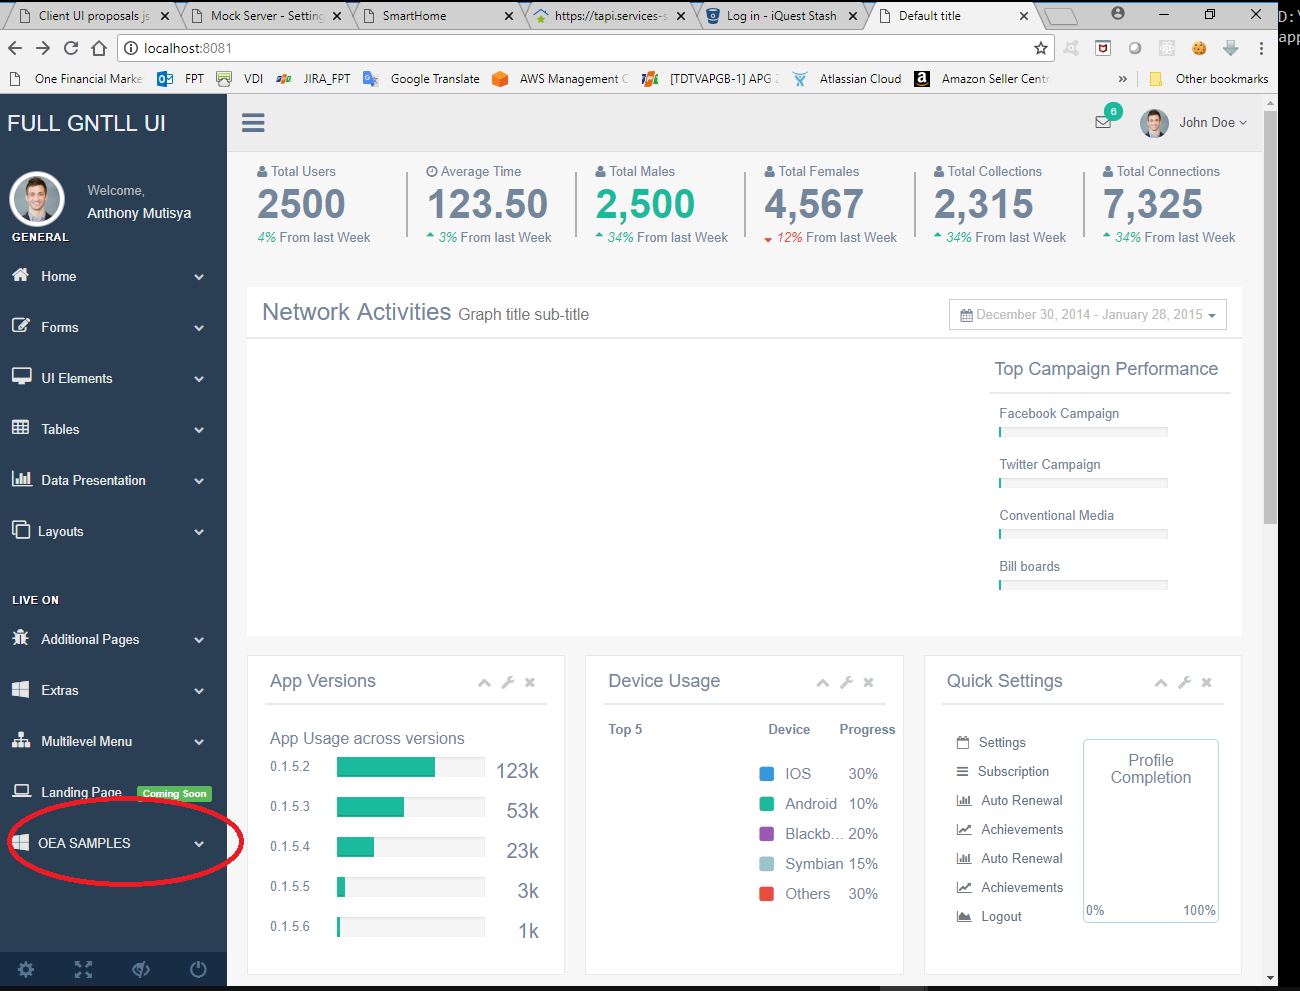 Client UI proposals js
Mock Server - Setting
SmartHome
https://tapi.services-s
Log in - iQuest Stash
Default title
D:\
localhost:8081
app
One Financial Marke
FPT
VDI
JIRA_FPT
Google Translate
AWS Management C
[TDTVAPGB-1] APG 2
Atlassian Cloud
Amazon Seller Centr
»
Other bookmarks
FULL GNTLL UI
6
John Doe
Welcome,
Anthony Mutisya
GENERAL
Home
Forms
UI Elements
Tables
Data Presentation
Layouts
LIVE ON
Additional Pages
Extras
Multilevel Menu
Landing Page Coming Soon
OEA SAMPLES
Total Users
2500
4% From last Week
Average Time
123.50
3% From last Week
Total Males
2,500
34% From last Week
Total Females
4,567
12% From last Week
Total Collections
2,315
34% From last Week
Total Connections
7,325
34% From last Week
Network Activities Graph title sub-title
December 30, 2014 - January 28, 2015
Top Campaign Performance
Facebook Campaign
Twitter Campaign
Conventional Media
Bill boards
App Versions
App Usage across versions
0.1.5.2 123k
0.1.5.3 53k
0.1.5.4 23k
0.1.5.5 3k
0.1.5.6 1k
Device Usage
Top 5 Device Progress
IOS 30%
Android 10%
Blackb... 20%
Symbian 15%
Others 30%
Quick Settings
Settings
Subscription
Auto Renewal
Achievements
Auto Renewal
Achievements
Logout
Profile
Completion
0% 100%